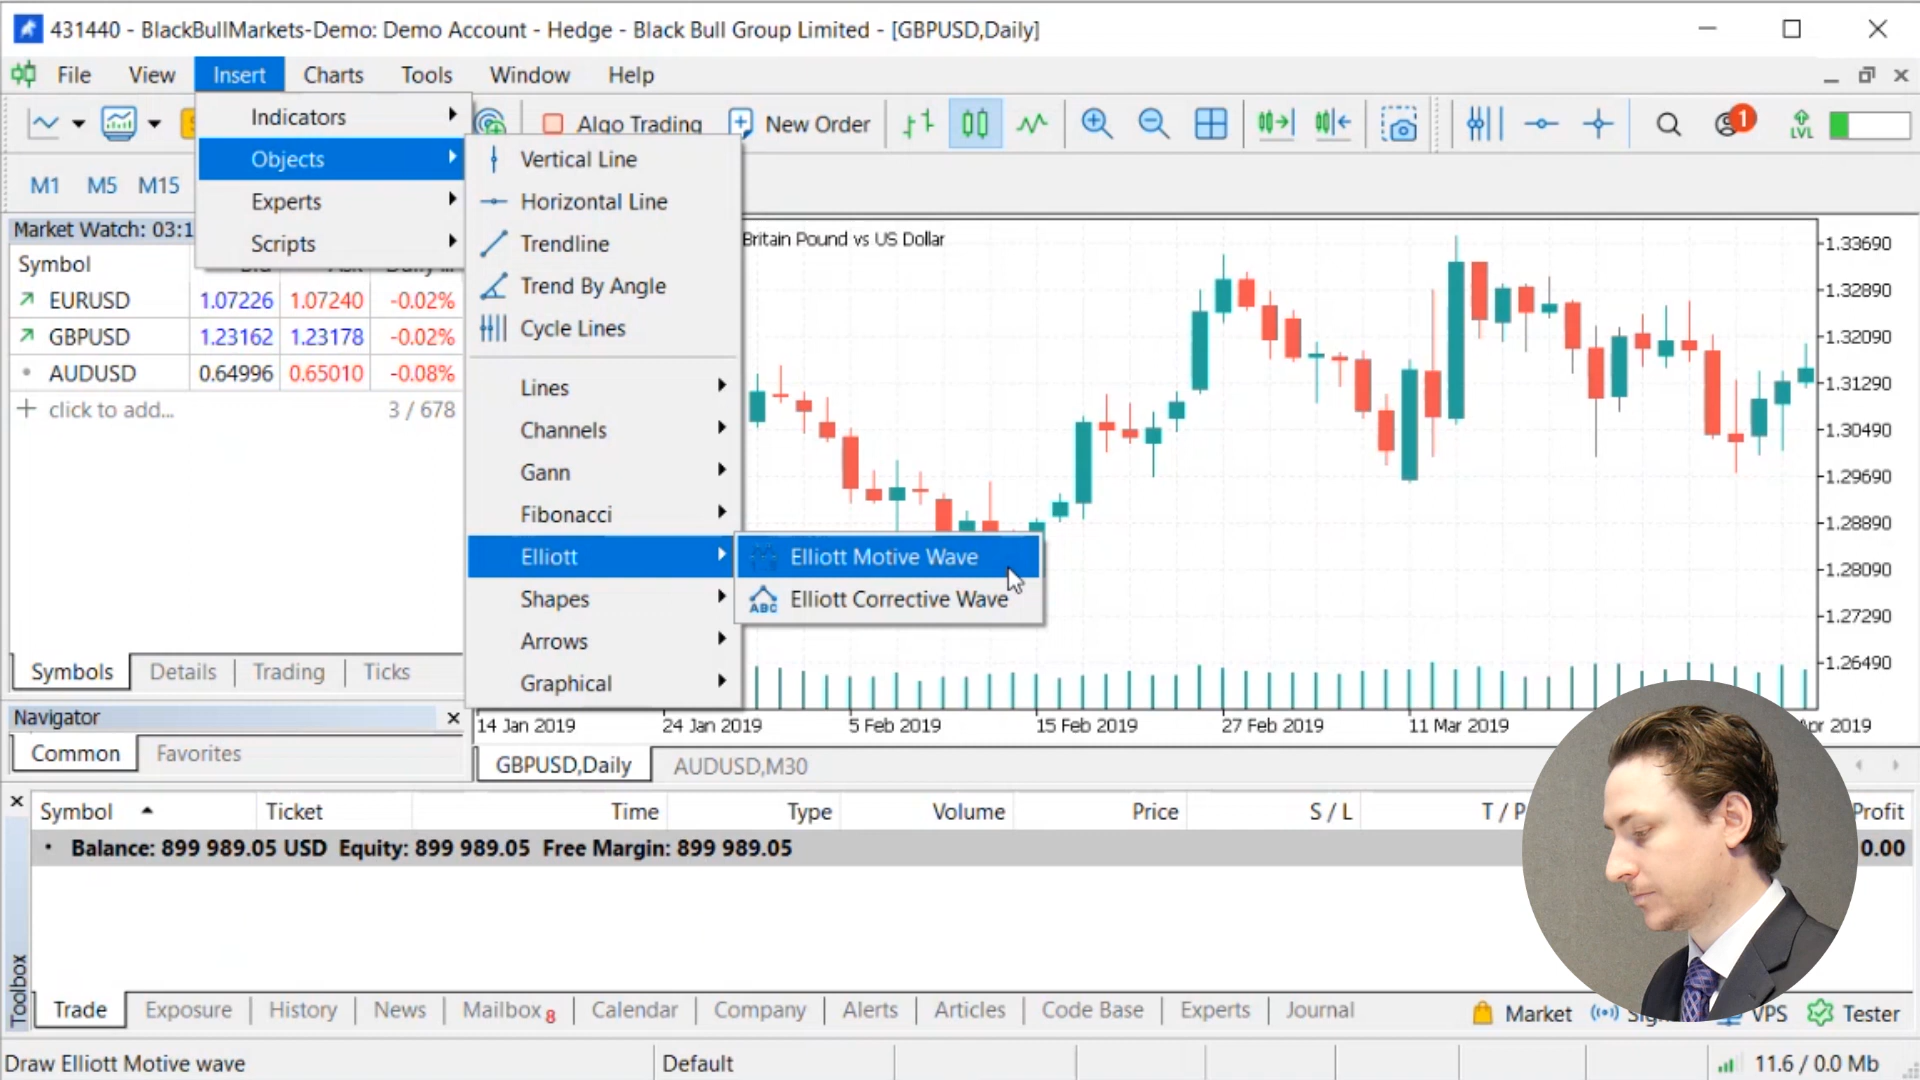 431440 - BlackBullMarkets-Demo: Demo Account - Hedge - Black Bull Group Limited - [GBPUSD,Daily]
File View Insert Charts Tools Window Help
Indicators
Objects
Experts
Scripts
Algo Trading New Order 1 LVL
M1 M5 M15
Vertical Line
Horizontal Line
Trendline
Trend By Angle
Cycle Lines
Lines
Channels
Gann
Fibonacci
Elliott
Shapes
Arrows
Graphical
Elliott Motive Wave
ABC Elliott Corrective Wave
Market Watch: 03:1
Symbol
EURUSD 1.07226 1.07240 -0.02%
GBPUSD 1.23162 1.23178 -0.02%
AUDUSD 0.64996 0.65010 -0.08%
click to add... 3 / 678
Symbols Details Trading Ticks
Britain Pound vs US Dollar
1.33690
1.32890
1.32090
1.31290
1.30490
1.29690
1.28890
1.28090
1.27290
1.26490
14 Jan 2019 24 Jan 2019 5 Feb 2019 15 Feb 2019 27 Feb 2019 11 Mar 2019 Apr 2019
Navigator
Common Favorites
GBPUSD,Daily AUDUSD,M30
Symbol Ticket Time Type Volume Price S / L T / P Profit
Balance: 899 989.05 USD Equity: 899 989.05 Free Margin: 899 989.05 0.00
Toolbox
Trade Exposure History News Mailbox 8 Calendar Company Alerts Articles Code Base Experts Journal Market VPS Tester
Draw Elliott Motive wave Default 11.6 / 0.0 Mb